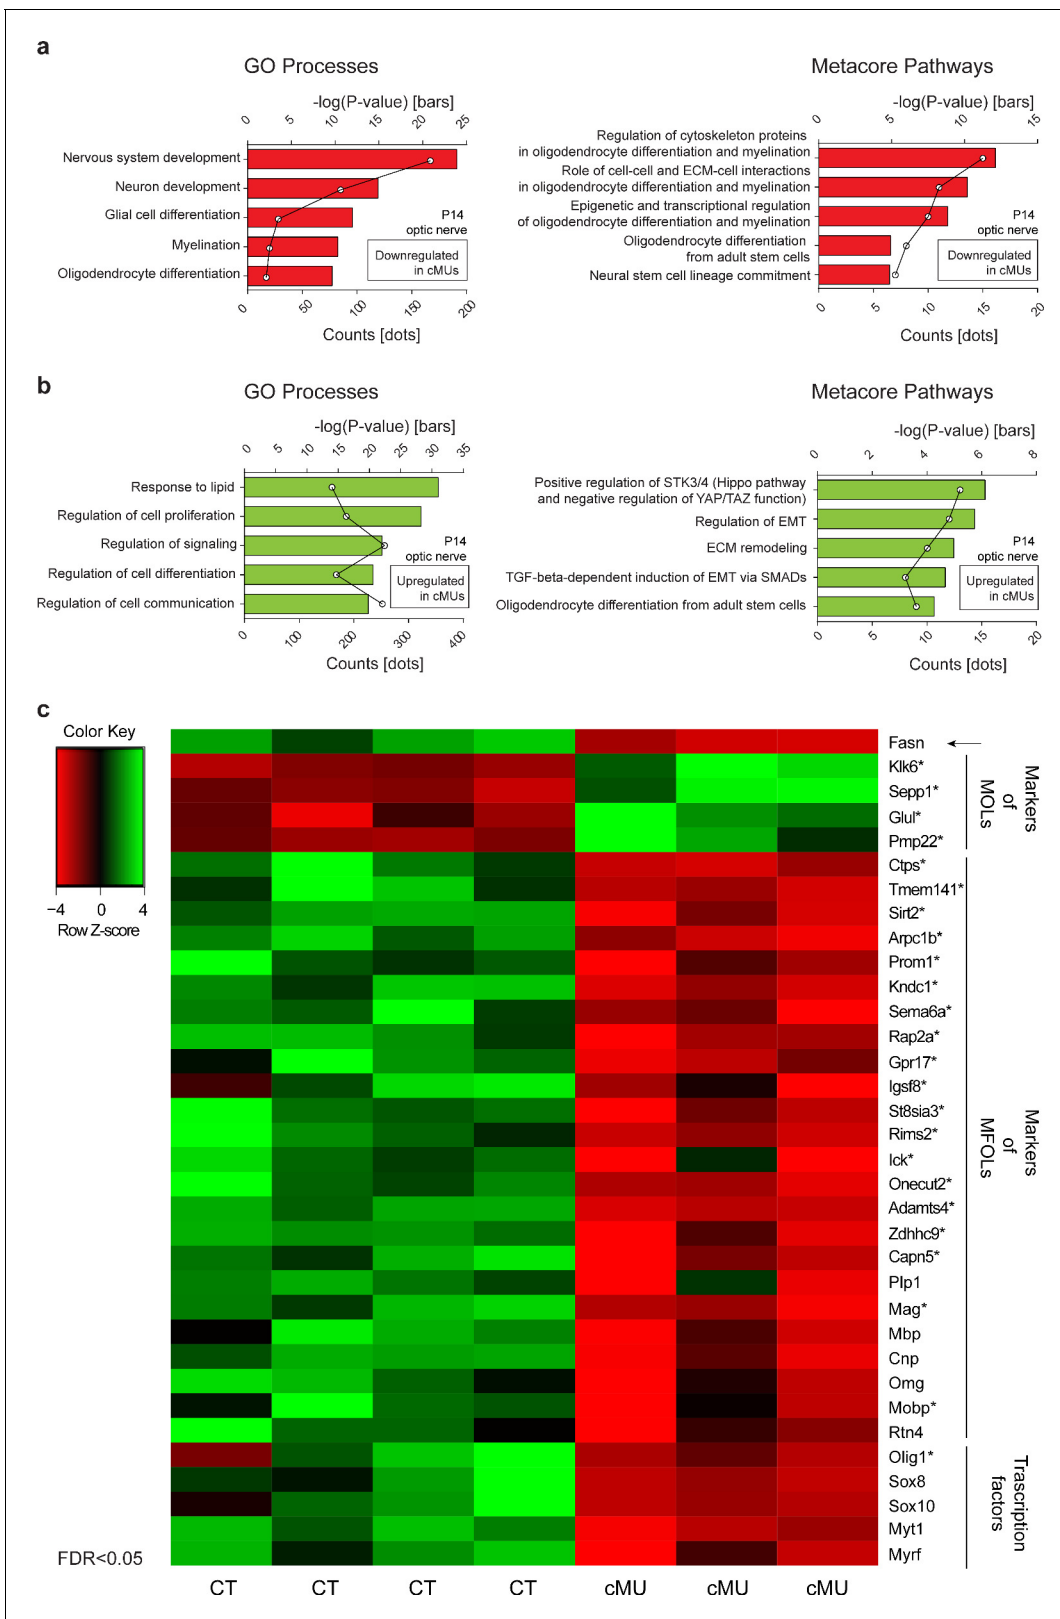 a
GO Processes
-log(P-value) [bars]
0 5 10 15 20 25
Nervous system development
Neuron development
Glial cell differentiation
Myelination
Oligodendrocyte differentiation
P14
optic nerve
Downregulated
in cMUs
0 50 100 150 200
Counts [dots]
Metacore Pathways
-log(P-value) [bars]
0 5 10 15
Regulation of cytoskeleton proteins
in oligodendrocyte differentiation and myelination
Role of cell-cell and ECM-cell interactions
in oligodendrocyte differentiation and myelination
Epigenetic and transcriptional regulation
of oligodendrocyte differentiation and myelination
Oligodendrocyte differentiation
from adult stem cells
Neural stem cell lineage commitment
P14
optic nerve
Downregulated
in cMUs
0 5 10 15 20
Counts [dots]
b
GO Processes
-log(P-value) [bars]
0 5 10 15 20 25 30 35
Response to lipid
Regulation of cell proliferation
Regulation of signaling
Regulation of cell differentiation
Regulation of cell communication
P14
optic nerve
Upregulated
in cMUs
0 100 200 300 400
Counts [dots]
Metacore Pathways
-log(P-value) [bars]
0 2 4 6 8
Positive regulation of STK3/4 (Hippo pathway
and negative regulation of YAP/TAZ function)
Regulation of EMT
ECM remodeling
TGF-beta-dependent induction of EMT via SMADs
Oligodendrocyte differentiation from adult stem cells
P14
optic nerve
Upregulated
in cMUs
0 5 10 15 20
Counts [dots]
c
Color Key
−4 0 4
Row Z-score
Fasn
Klk6*
Sepp1*
Glul*
Pmp22*
Ctps*
Tmem141*
Sirt2*
Arpc1b*
Prom1*
Kndc1*
Sema6a*
Rap2a*
Gpr17*
Igsf8*
St8sia3*
Rims2*
Ick*
Onecut2*
Adamts4*
Zdhhc9*
Capn5*
Plp1
Mag*
Mbp
Cnp
Omg
Mobp*
Rtn4
Olig1*
Sox8
Sox10
Myt1
Myrf
Markers
of
MOLs
Markers
of
MFOLs
Trascription
factors
FDR<0.05
CT CT CT CT cMU cMU cMU